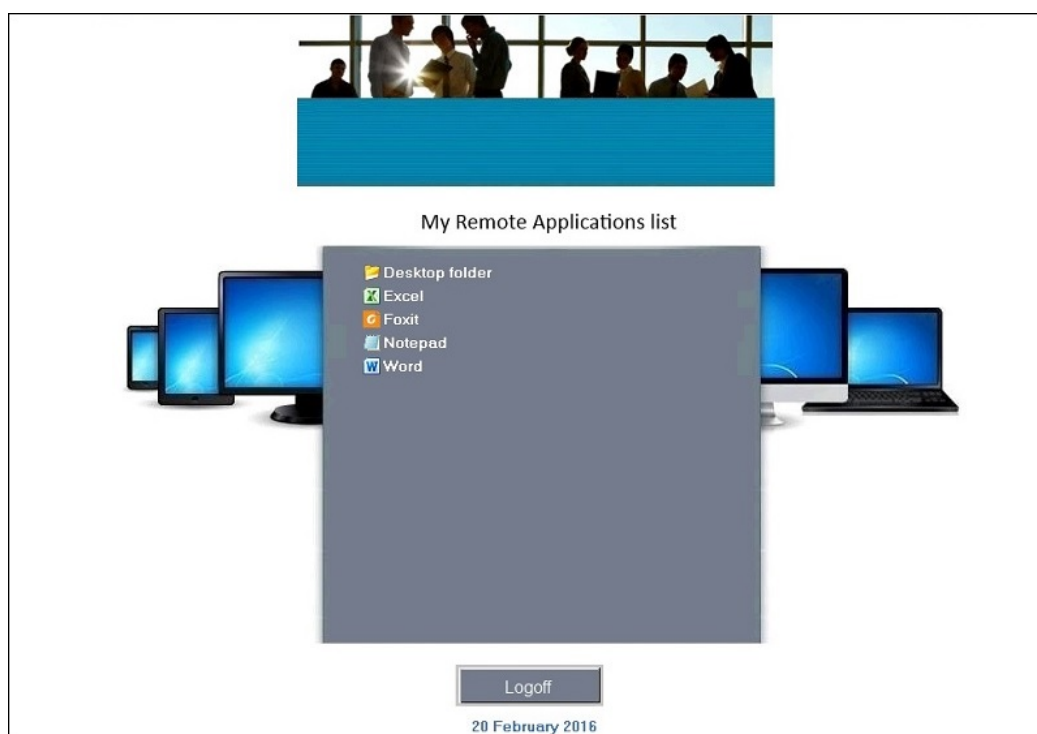 My Remote Applications list
Desktop folder
Excel
Foxit
Notepad
Word
Logoff
20 February 2016